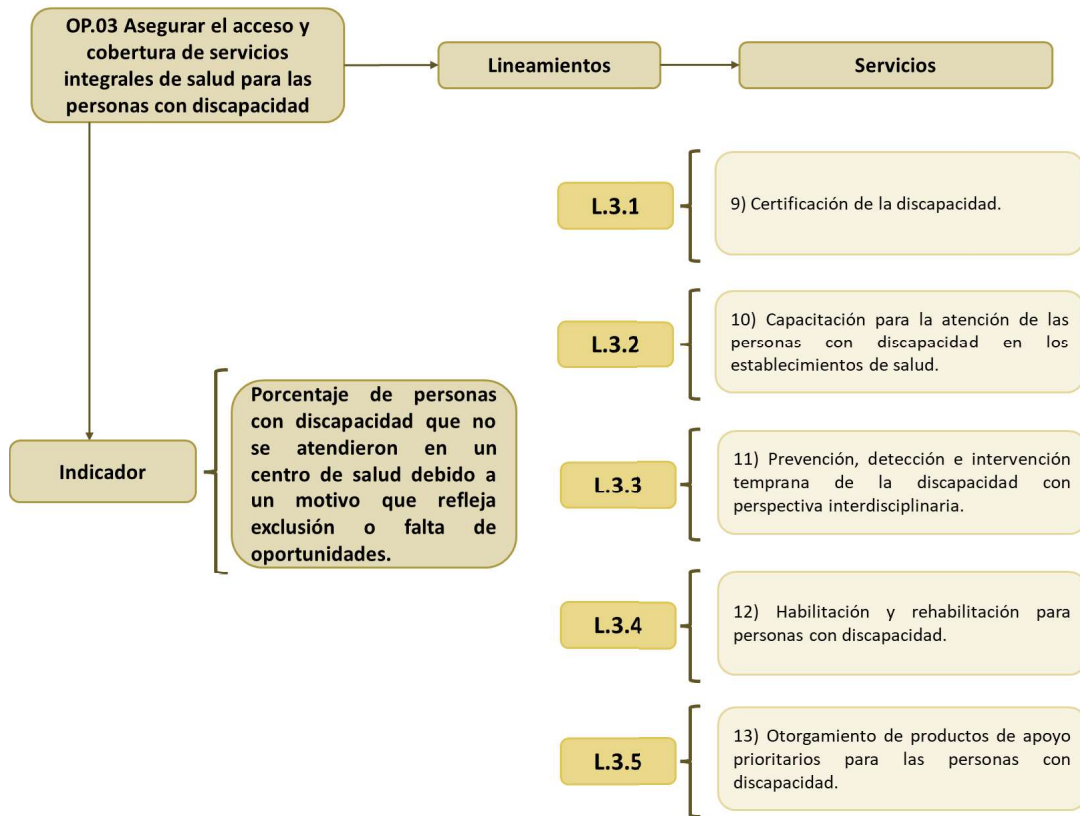 OP.03 Asegurar el acceso y
cobertura de servicios
integrales de salud para las
personas con discapacidad
Lineamientos
Servicios
L.3.1
9) Certificación de la discapacidad.
L.3.2
10) Capacitación para la atención de las
personas con discapacidad en los
establecimientos de salud.
Indicador
Porcentaje de personas
con discapacidad que no
se atendieron en un
centro de salud debido a
un motivo que refleja
exclusión o falta de
oportunidades.
L.3.3
11) Prevención, detección e intervención
temprana de la discapacidad con
perspectiva interdisciplinaria.
L.3.4
12) Habilitación y rehabilitación para
personas con discapacidad.
L.3.5
13) Otorgamiento de productos de apoyo
prioritarios para las personas con
discapacidad.